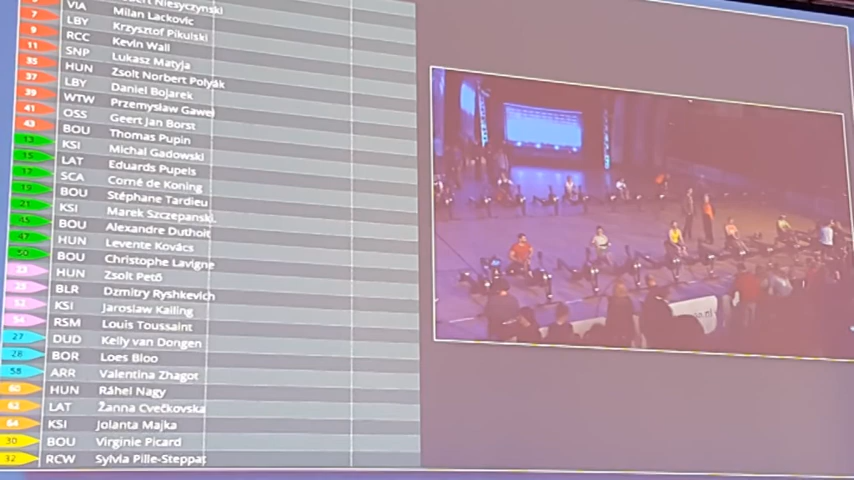 Niesyczynski
7 VIA Milan Lackovic
9 LBY Krzysztof Pikulski
11 RCC Kevin Wall
35 SNP Lukasz Matyja
37 HUN Zsolt Norbert Polyák
39 LBY Daniel Bojarek
41 WTW Przemysław Gaweł
43 OSS Geert Jan Borst
13 BOU Thomas Pupin
15 KSI Michal Gadowski
17 LAT Eduards Pupels
19 SCA Corné de Koning
21 BOU Stéphane Tardieu
45 KSI Marek Szczepanski
47 BOU Alexandre Duthoit
50 HUN Levente Kovács
BOU Christophe Lavigne
HUN Zsolt Pető
BLR Dzmitry Ryshkevich
KSI Jaroslaw Kailing
RSM Louis Toussaint
27 DUD Kelly van Dongen
28 BOR Loes Bloo
58 ARR Valentina Zhagot
60 HUN Ráhel Nagy
62 LAT Žanna Cvečkovska
64 KSI Jolanta Majka
30 BOU Virginie Picard
32 RCW Sylvia Pille-Steppat